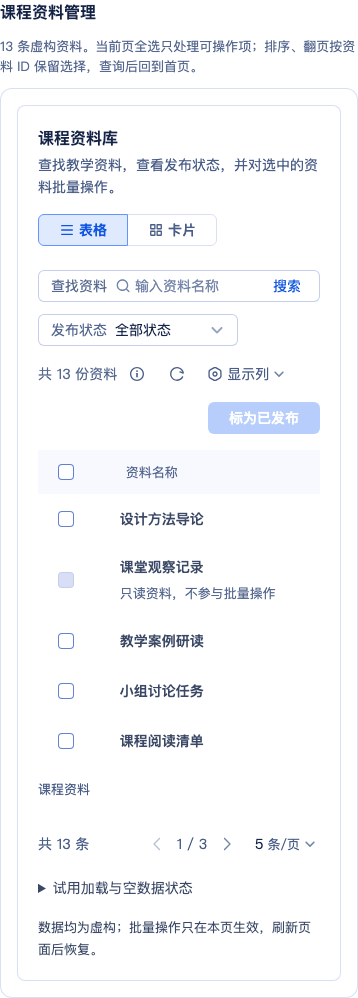 课程资料管理
13 条虚构资料。当前页全选只处理可操作项；排序、翻页按资
料 ID 保留选择，查询后回到首页。
课程资料库
查找教学资料，查看发布状态，并对选中的资
料批量操作。
表格 卡片
查找资料 输入资料名称 搜索
发布状态 全部状态
共 13 份资料 显示列
标为已发布
资料名称
设计方法导论
课堂观察记录
只读资料，不参与批量操作
教学案例研读
小组讨论任务
课程阅读清单
课程资料
共 13 条 1 / 3 5 条/页
试用加载与空数据状态
数据均为虚构；批量操作只在本页生效，刷新页
面后恢复。